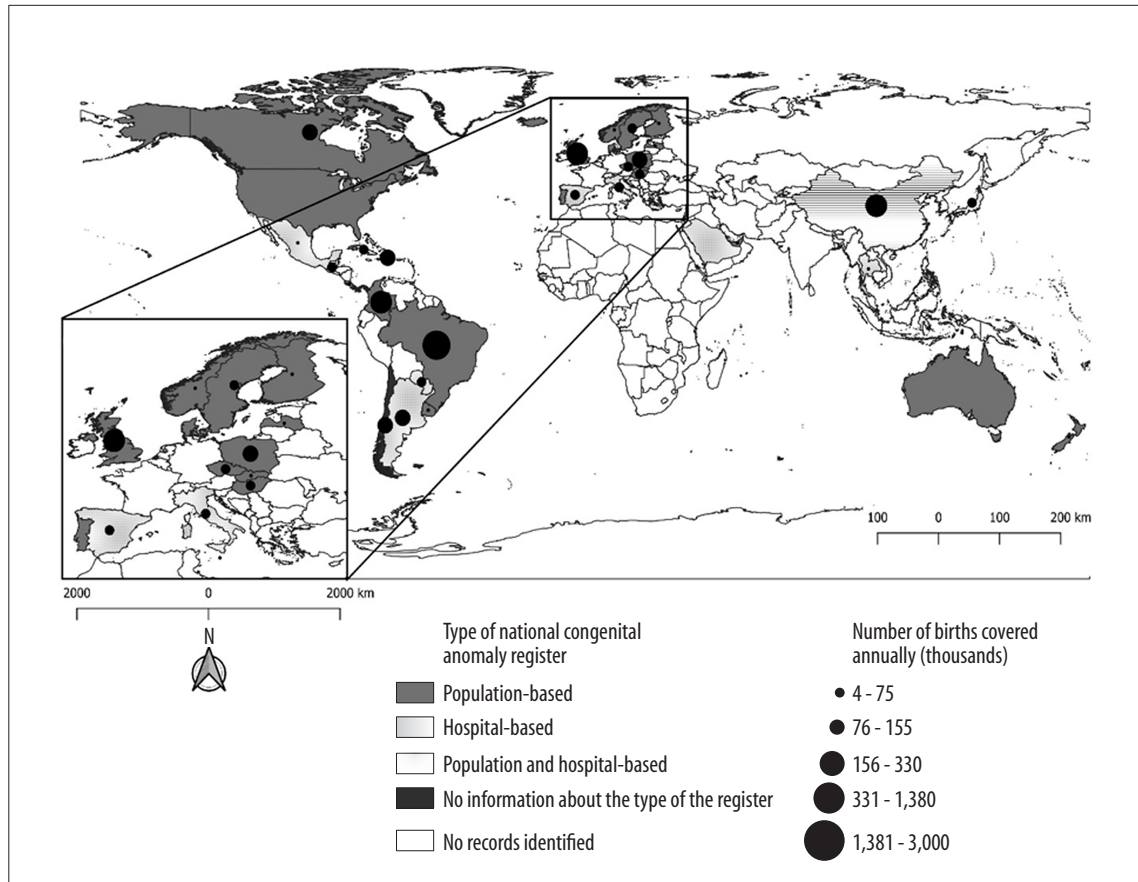 100 0 100 200 km
2000 0 2000 km
N
Type of national congenital
anomaly register
Population-based
Hospital-based
Population and hospital-based
No information about the type of the register
No records identified
Number of births covered
annually (thousands)
4 - 75
76 - 155
156 - 330
331 - 1,380
1,381 - 3,000